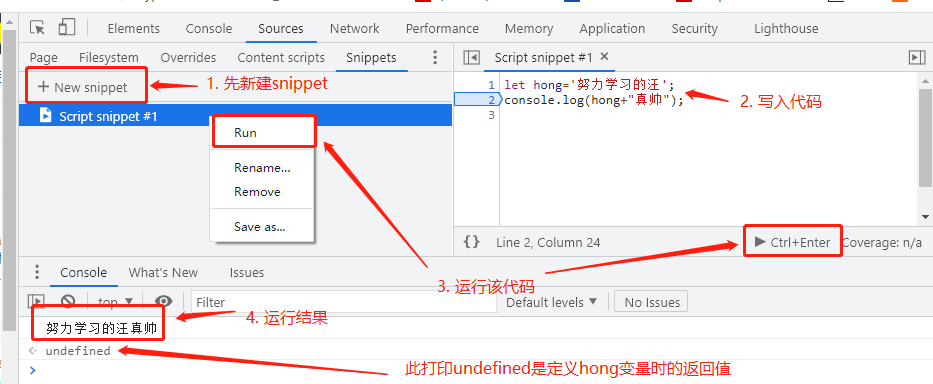 Elements Console Sources Network Performance Memory Application Security Lighthouse
Page Filesystem Overrides Content scripts Snippets
Script snippet #1 ×
+ New snippet
1. 先新建snippet
1 let hong='努力学习的汪';
2 console.log(hong+"真帅");
3
2. 写入代码
Script snippet #1
Run
Rename...
Remove
Save as...
{} Line 2, Column 24
Ctrl+Enter Coverage: n/a
3. 运行该代码
Console What's New Issues
top Filter Default levels No Issues
4. 运行结果
努力学习的汪真帅
undefined
此打印undefined是定义hong变量时的返回值